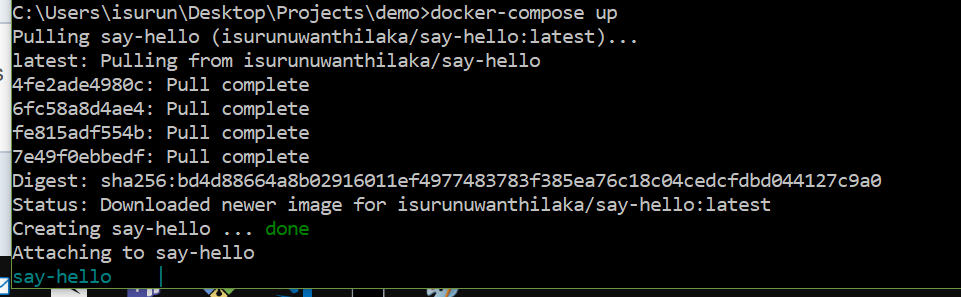 C:\Users\isurun\Desktop\Projects\demo>docker-compose up
Pulling say-hello (isurunuwanthilaka/say-hello:latest)...
latest: Pulling from isurunuwanthilaka/say-hello
4fe2ade4980c: Pull complete
6fc58a8d4ae4: Pull complete
fe815adf554b: Pull complete
7e49f0ebbedf: Pull complete
Digest: sha256:bd4d88664a8b02916011ef4977483783f385ea76c18c04cedcfdbd044127c9a0
Status: Downloaded newer image for isurunuwanthilaka/say-hello:latest
Creating say-hello ... done
Attaching to say-hello
say-hello    |